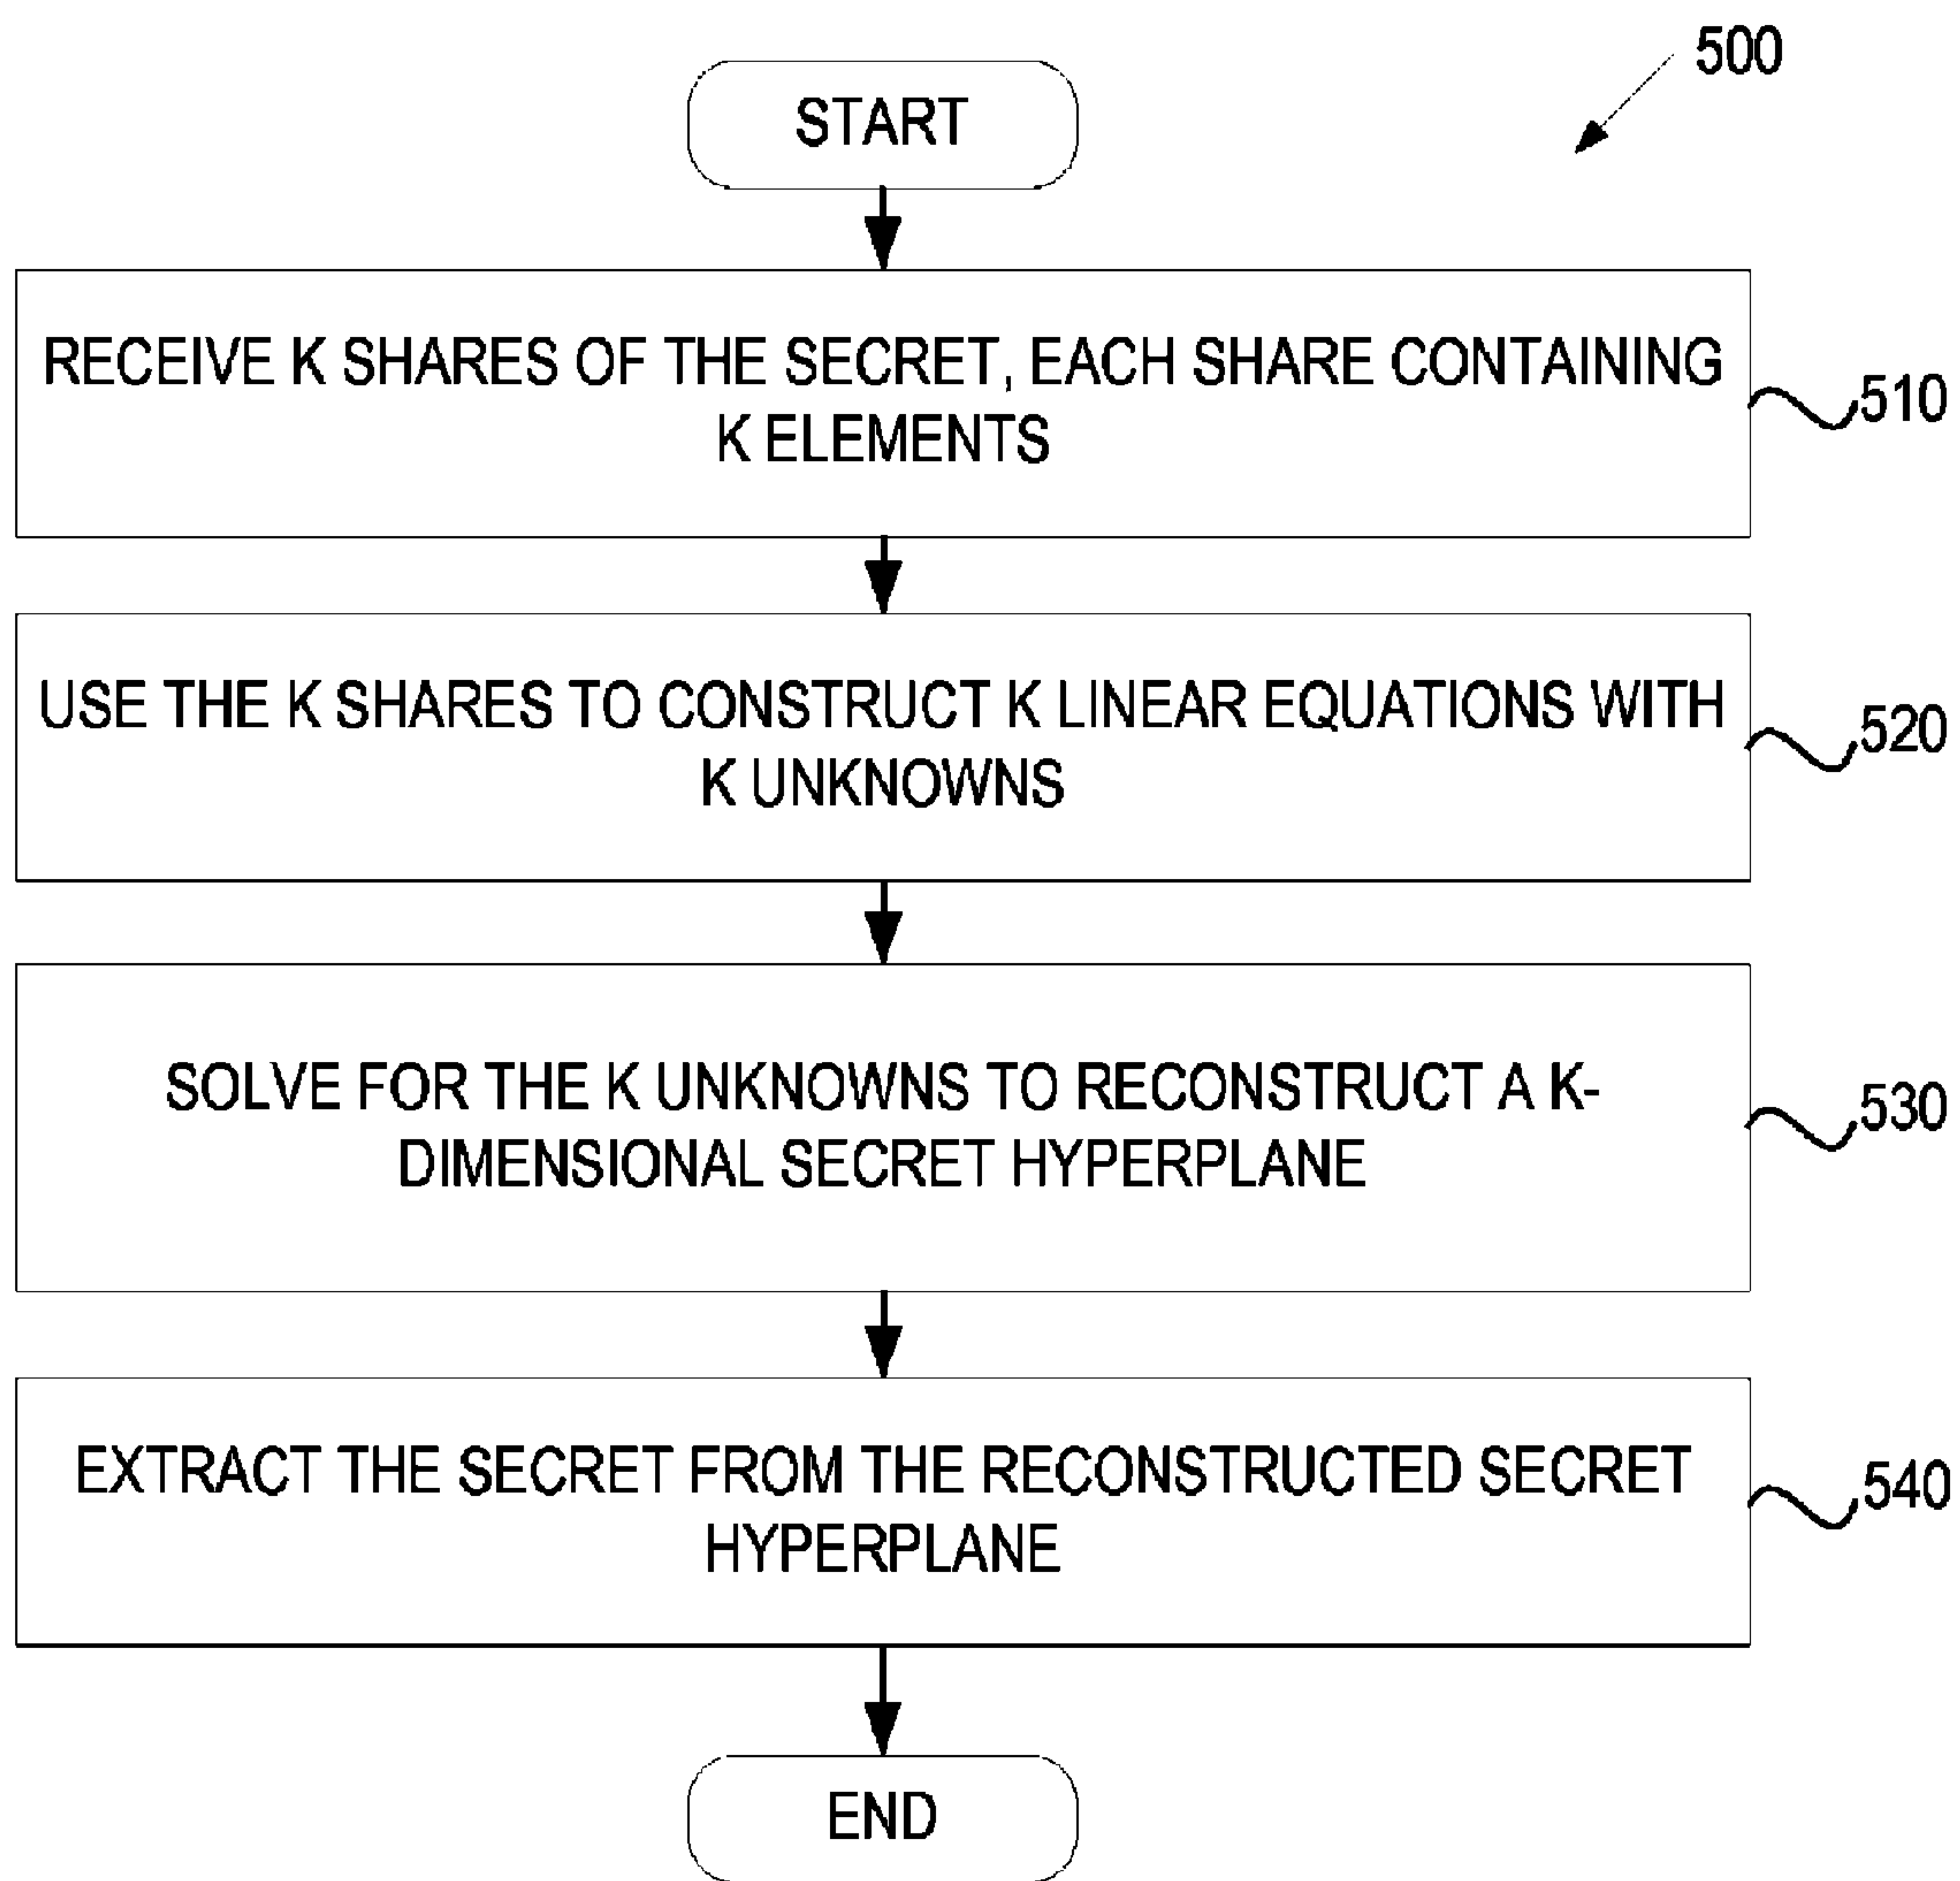 500
START
RECEIVE K SHARES OF THE SECRET, EACH SHARE CONTAINING
K ELEMENTS
510
USE THE K SHARES TO CONSTRUCT K LINEAR EQUATIONS WITH
K UNKNOWNS
520
SOLVE FOR THE K UNKNOWNS TO RECONSTRUCT A K-
DIMENSIONAL SECRET HYPERPLANE
530
EXTRACT THE SECRET FROM THE RECONSTRUCTED SECRET
HYPERPLANE
540
END